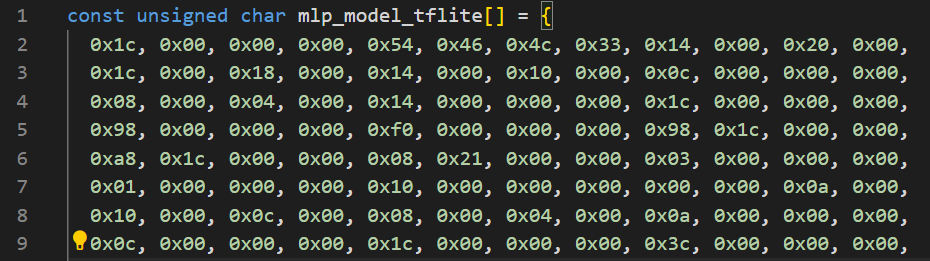 1 const unsigned char mlp_model_tflite[] = {
2 0x1c, 0x00, 0x00, 0x00, 0x54, 0x46, 0x4c, 0x33, 0x14, 0x00, 0x20, 0x00,
3 0x1c, 0x00, 0x18, 0x00, 0x14, 0x00, 0x10, 0x00, 0x0c, 0x00, 0x00, 0x00,
4 0x08, 0x00, 0x04, 0x00, 0x14, 0x00, 0x00, 0x00, 0x1c, 0x00, 0x00, 0x00,
5 0x98, 0x00, 0x00, 0x00, 0xf0, 0x00, 0x00, 0x00, 0x98, 0x1c, 0x00, 0x00,
6 0xa8, 0x1c, 0x00, 0x00, 0x08, 0x21, 0x00, 0x00, 0x03, 0x00, 0x00, 0x00,
7 0x01, 0x00, 0x00, 0x00, 0x10, 0x00, 0x00, 0x00, 0x00, 0x00, 0x0a, 0x00,
8 0x10, 0x00, 0x0c, 0x00, 0x08, 0x00, 0x04, 0x00, 0x0a, 0x00, 0x00, 0x00,
9 0x0c, 0x00, 0x00, 0x00, 0x1c, 0x00, 0x00, 0x00, 0x3c, 0x00, 0x00, 0x00,